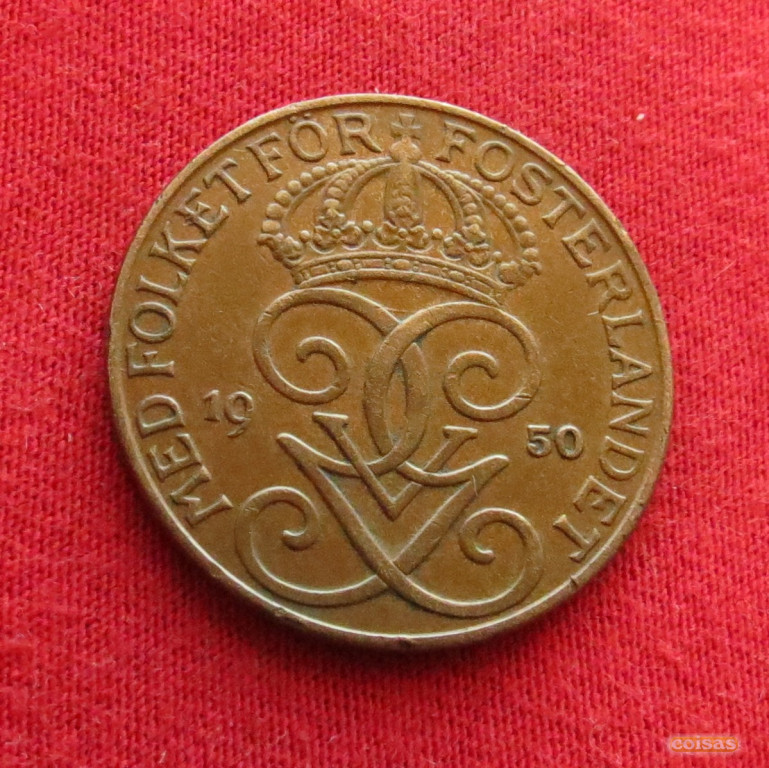 MED FOLKET FÖR FOSTERLANDET
19 50
coisas